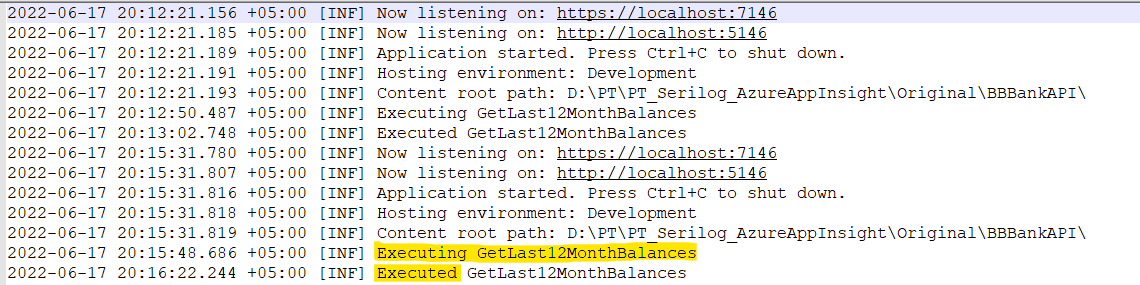 2022-06-17 20:12:21.156 +05:00 [INF] Now listening on: https://localhost:7146
2022-06-17 20:12:21.185 +05:00 [INF] Now listening on: http://localhost:5146
2022-06-17 20:12:21.189 +05:00 [INF] Application started. Press Ctrl+C to shut down.
2022-06-17 20:12:21.191 +05:00 [INF] Hosting environment: Development
2022-06-17 20:12:21.193 +05:00 [INF] Content root path: D:\PT\PT_Serilog_AzureAppInsight\Original\BBBankAPI\
2022-06-17 20:12:50.487 +05:00 [INF] Executing GetLast12MonthBalances
2022-06-17 20:13:02.748 +05:00 [INF] Executed GetLast12MonthBalances
2022-06-17 20:15:31.780 +05:00 [INF] Now listening on: https://localhost:7146
2022-06-17 20:15:31.807 +05:00 [INF] Now listening on: http://localhost:5146
2022-06-17 20:15:31.816 +05:00 [INF] Application started. Press Ctrl+C to shut down.
2022-06-17 20:15:31.818 +05:00 [INF] Hosting environment: Development
2022-06-17 20:15:31.819 +05:00 [INF] Content root path: D:\PT\PT_Serilog_AzureAppInsight\Original\BBBankAPI\
2022-06-17 20:15:48.686 +05:00 [INF] Executing GetLast12MonthBalances
2022-06-17 20:16:22.244 +05:00 [INF] Executed GetLast12MonthBalances